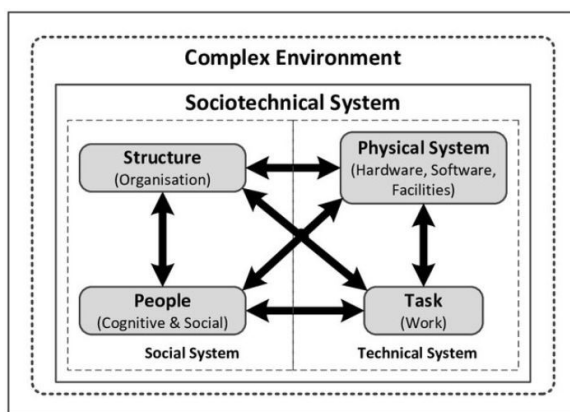 Complex Environment
Sociotechnical System
Structure
(Organisation)
Physical System
(Hardware, Software,
Facilities)
People
(Cognitive & Social)
Task
(Work)
Social System
Technical System